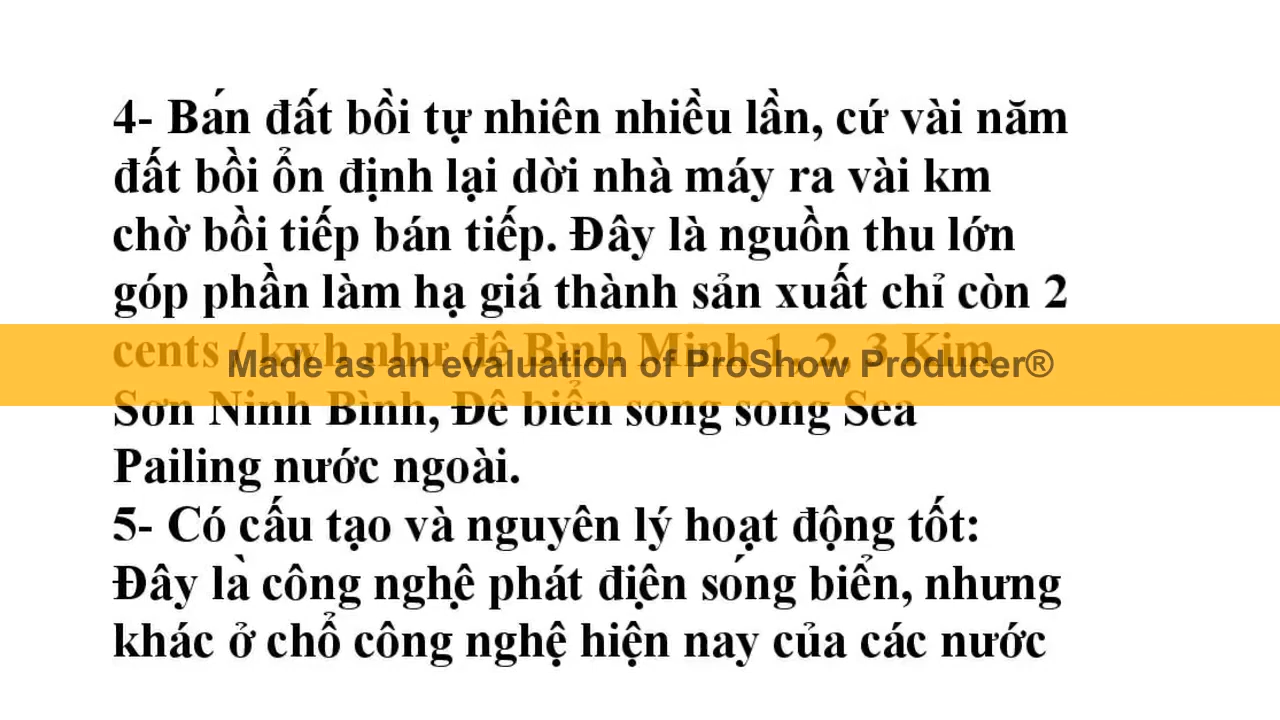 4- Bán đất bồi tự nhiên nhiều lần, cứ vài năm
đất bồi ổn định lại dời nhà máy ra vài km
chờ bồi tiếp bán tiếp. Đây là nguồn thu lớn
góp phần làm hạ giá thành sản xuất chỉ còn 2
cents / kwh như đê Bình Minh 1, 2, 3 Kim
Made as an evaluation of ProShow Producer®
Sơn Ninh Bình, Đê biển song song Sea
Pailing nước ngoài.
5- Có cấu tạo và nguyên lý hoạt động tốt:
Đây là công nghệ phát điện sóng biển, nhưng
khác ở chổ công nghệ hiện nay của các nước